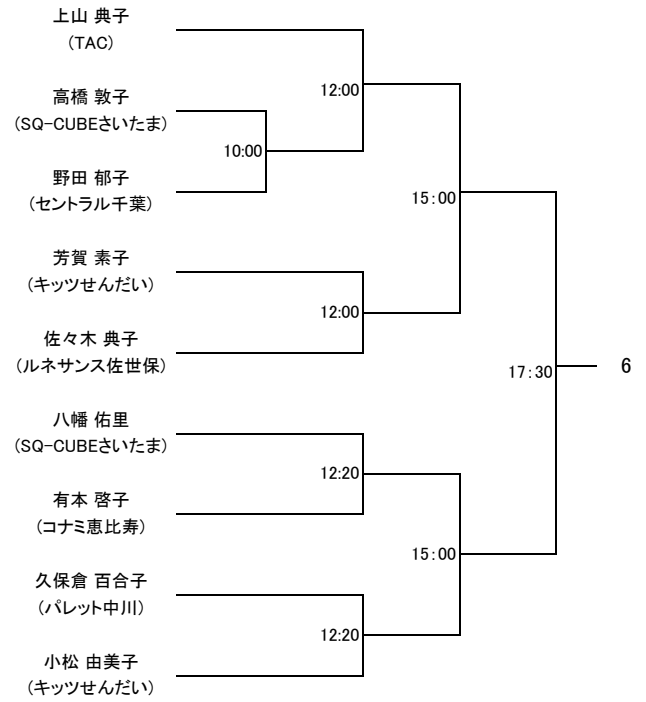 上山 典子
(TAC)
12:00
高橋 敦子
(SQ-CUBEさいたま)
10:00
野田 郁子
(セントラル千葉)
15:00
芳賀 素子
(キッツせんだい)
12:00
佐々木 典子
(ルネサンス佐世保)
17:30
6
八幡 佑里
(SQ-CUBEさいたま)
12:20
有本 啓子
(コナミ恵比寿)
15:00
久保倉 百合子
(パレット中川)
12:20
小松 由美子
(キッツせんだい)